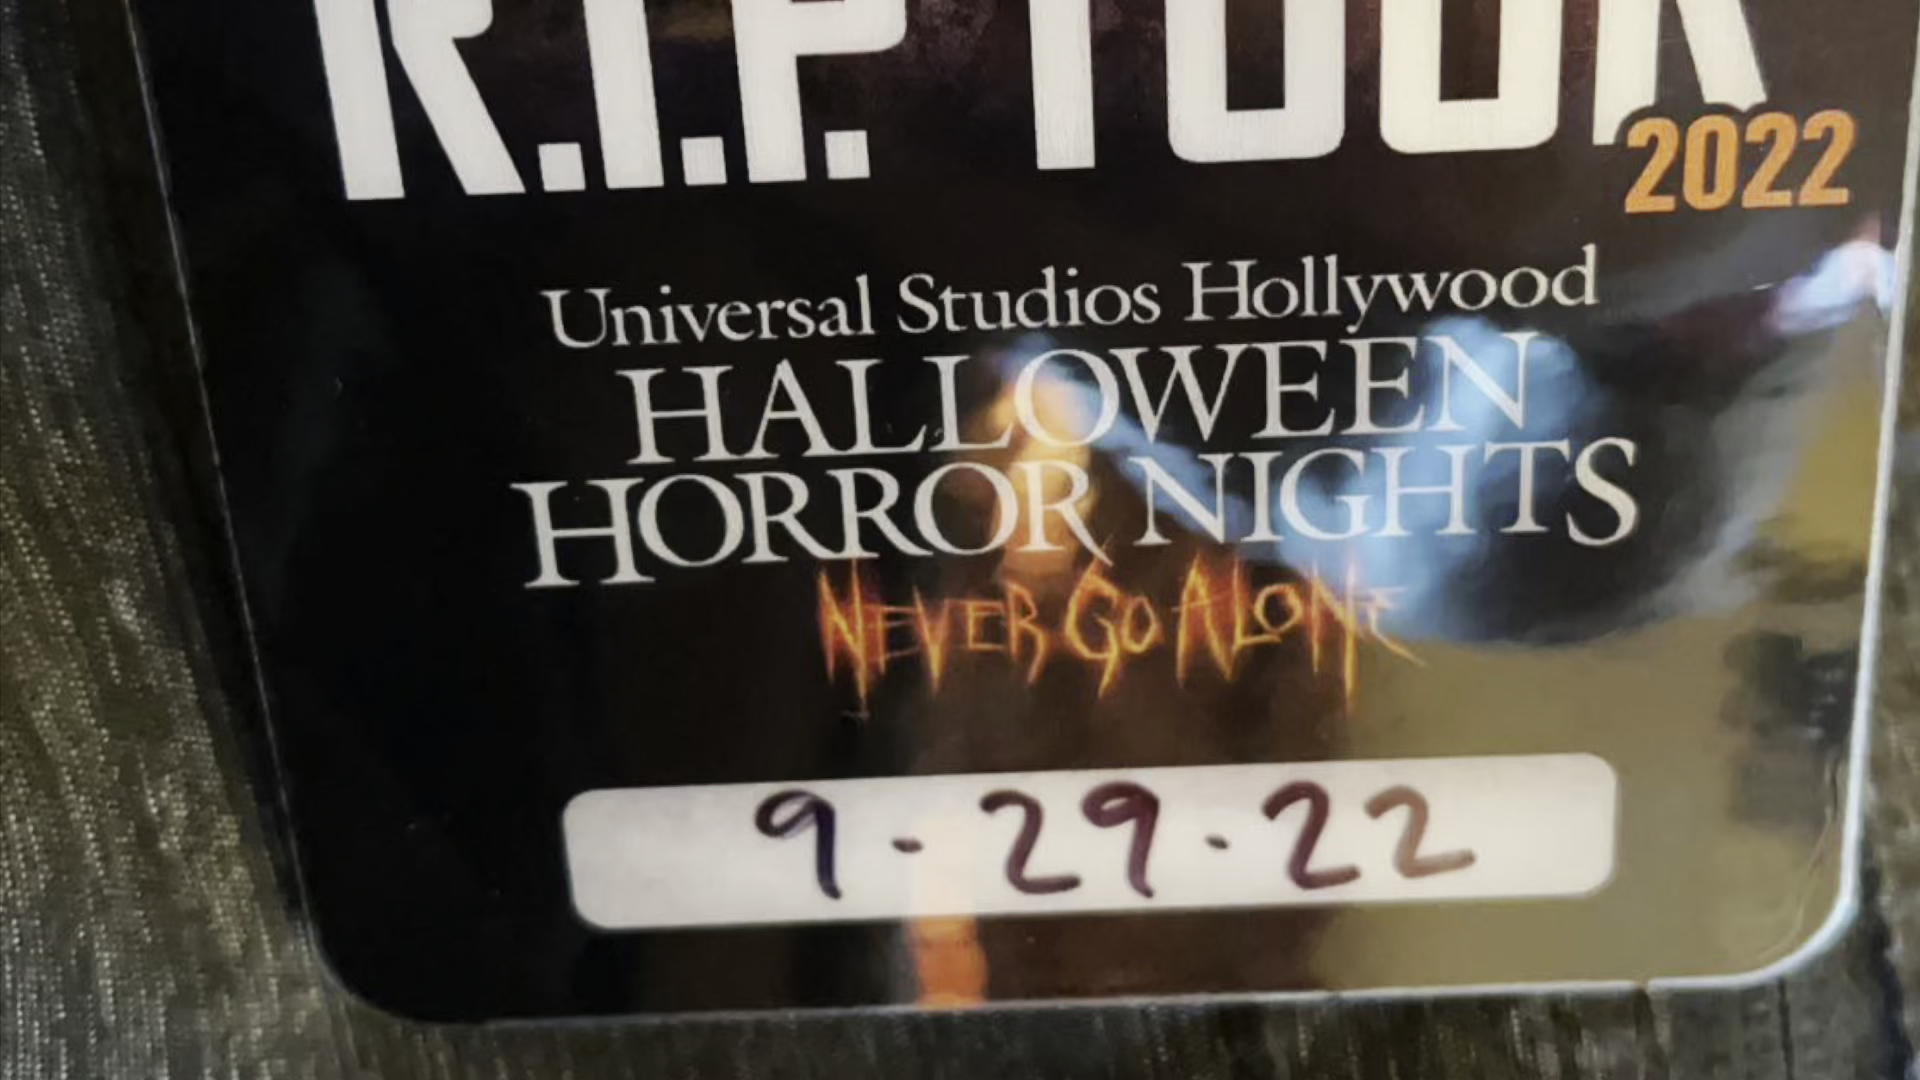 R.I.P. TOUR
2022
Universal Studios Hollywood
HALLOWEEN
HORROR NIGHTS
NEVER GO ALONE
9.29.22